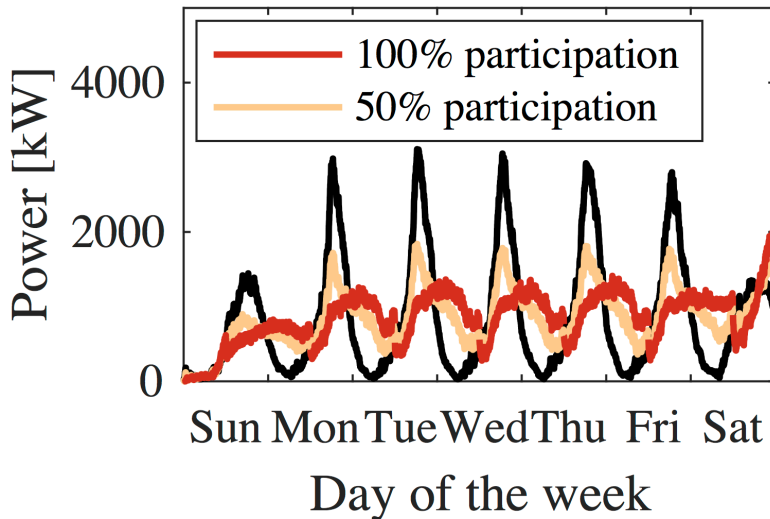 100% participation
50% participation
4000
2000
0
Power [kW]
Sun Mon Tue Wed Thu Fri Sat
Day of the week